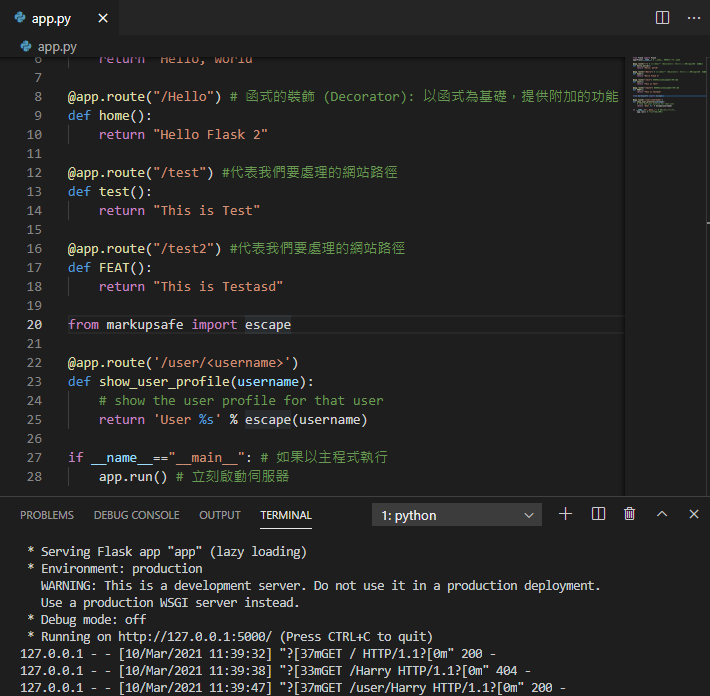 app.py
app.py
6 return "Hello, World"
7
8 @app.route("/Hello") # 函式的裝飾 (Decorator): 以函式為基礎，提供附加的功能
9 def home():
10 return "Hello Flask 2"
11
12 @app.route("/test") #代表我們要處理的網站路徑
13 def test():
14 return "This is Test"
15
16 @app.route("/test2") #代表我們要處理的網站路徑
17 def FEAT():
18 return "This is Testasd"
19
20 from markupsafe import escape
21
22 @app.route('/user/<username>')
23 def show_user_profile(username):
24 # show the user profile for that user
25 return 'User %s' % escape(username)
26
27 if __name__=="__main__": # 如果以主程式執行
28 app.run() # 立刻啟動伺服器
PROBLEMS DEBUG CONSOLE OUTPUT TERMINAL 1: python
* Serving Flask app "app" (lazy loading)
* Environment: production
WARNING: This is a development server. Do not use it in a production deployment.
Use a production WSGI server instead.
* Debug mode: off
* Running on http://127.0.0.1:5000/ (Press CTRL+C to quit)
127.0.0.1 - - [10/Mar/2021 11:39:32] "?[37mGET / HTTP/1.1?[0m" 200 -
127.0.0.1 - - [10/Mar/2021 11:39:38] "?[33mGET /Harry HTTP/1.1?[0m" 404 -
127.0.0.1 - - [10/Mar/2021 11:39:47] "?[37mGET /user/Harry HTTP/1.1?[0m" 200 -